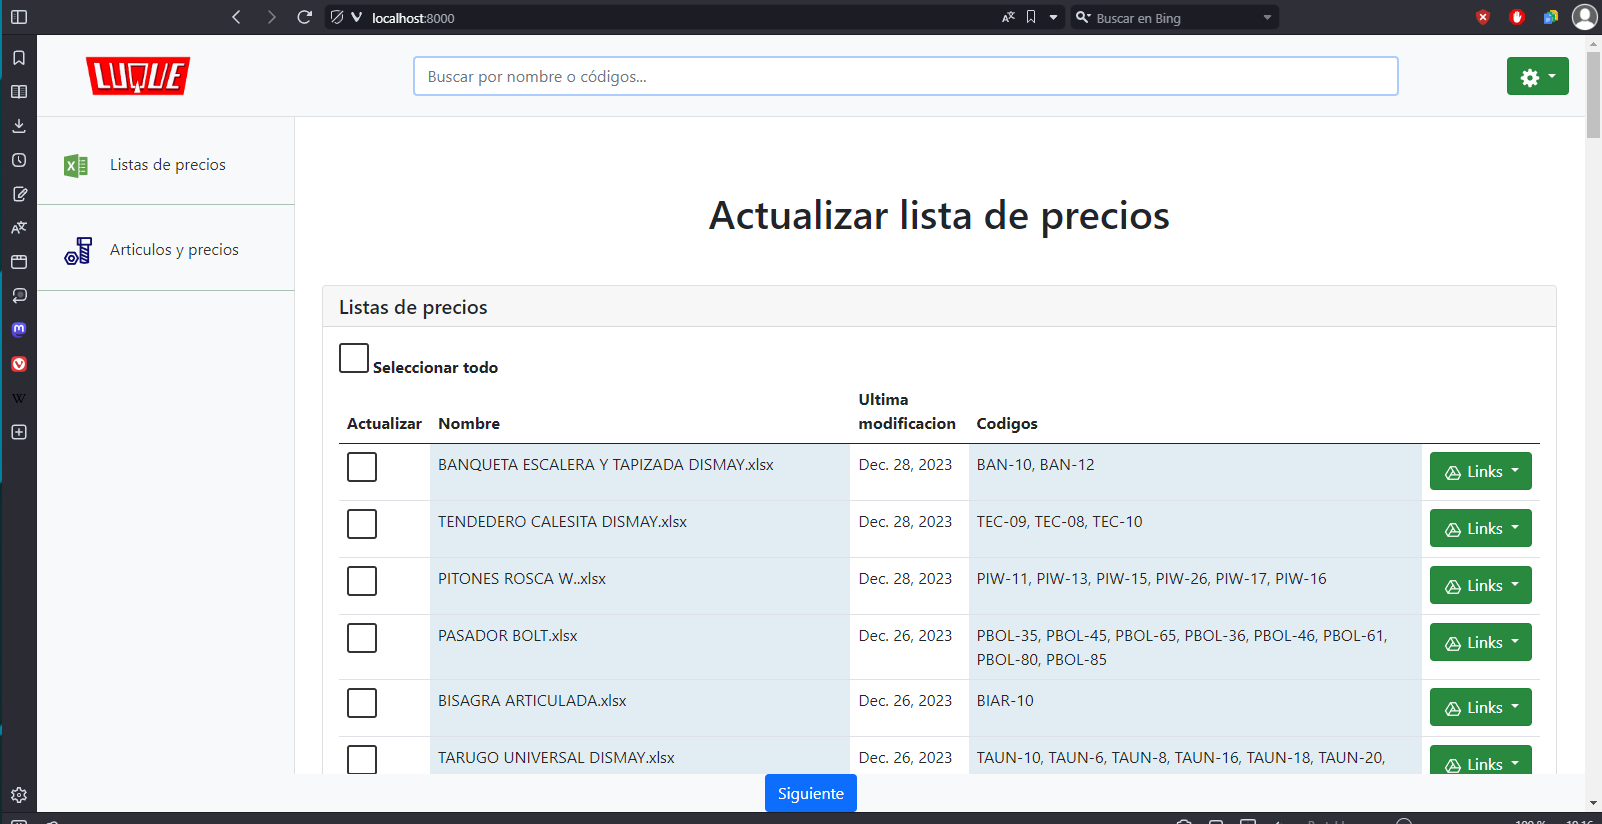 localhost:8000
Buscar en Bing
LUQUE
Buscar por nombre o códigos...
Listas de precios
Articulos y precios
Actualizar lista de precios
Listas de precios
Seleccionar todo
Actualizar Nombre Ultima modificacion Codigos
BANQUETA ESCALERA Y TAPIZADA DISMAY.xlsx Dec. 28, 2023 BAN-10, BAN-12 Links
TENDEDERO CALESITA DISMAY.xlsx Dec. 28, 2023 TEC-09, TEC-08, TEC-10 Links
PITONES ROSCA W..xlsx Dec. 28, 2023 PIW-11, PIW-13, PIW-15, PIW-26, PIW-17, PIW-16 Links
PASADOR BOLT.xlsx Dec. 26, 2023 PBOL-35, PBOL-45, PBOL-65, PBOL-36, PBOL-46, PBOL-61, Links
PBOL-80, PBOL-85
BISAGRA ARTICULADA.xlsx Dec. 26, 2023 BIAR-10 Links
TARUGO UNIVERSAL DISMAY.xlsx Dec. 26, 2023 TAUN-10, TAUN-6, TAUN-8, TAUN-16, TAUN-18, TAUN-20, Links
Siguiente